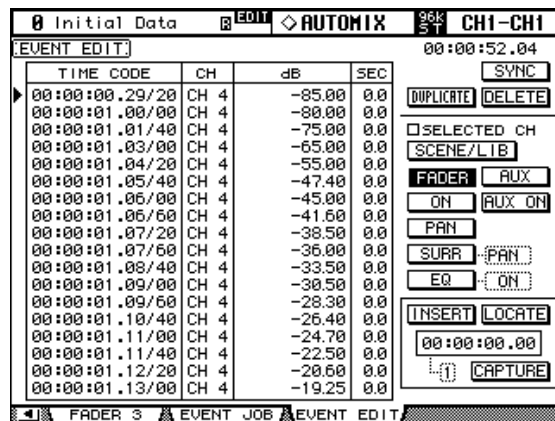 0 Initial Data EDIT AUTOMIX 96k ST CH1-CH1
EVENT EDIT 00:00:52.04
TIME CODE CH dB SEC
00:00:00.29/20 CH 4 -85.00 0.0
00:00:01.00/00 CH 4 -80.00 0.0
00:00:01.01/40 CH 4 -75.00 0.0
00:00:01.03/00 CH 4 -65.00 0.0
00:00:01.04/20 CH 4 -55.00 0.0
00:00:01.05/40 CH 4 -47.40 0.0
00:00:01.06/00 CH 4 -45.00 0.0
00:00:01.06/60 CH 4 -41.60 0.0
00:00:01.07/20 CH 4 -38.50 0.0
00:00:01.07/60 CH 4 -36.00 0.0
00:00:01.08/40 CH 4 -33.50 0.0
00:00:01.09/00 CH 4 -30.50 0.0
00:00:01.09/60 CH 4 -28.30 0.0
00:00:01.10/40 CH 4 -26.40 0.0
00:00:01.11/00 CH 4 -24.70 0.0
00:00:01.11/40 CH 4 -22.50 0.0
00:00:01.12/20 CH 4 -20.60 0.0
00:00:01.13/00 CH 4 -19.25 0.0
SYNC
DUPLICATE DELETE
SELECTED CH
SCENE/LIB
FADER AUX
ON AUX ON
PAN
SURR PAN
EQ ON
INSERT LOCATE
00:00:00.00
1 CAPTURE
FADER 3 EVENT JOB EVENT EDIT